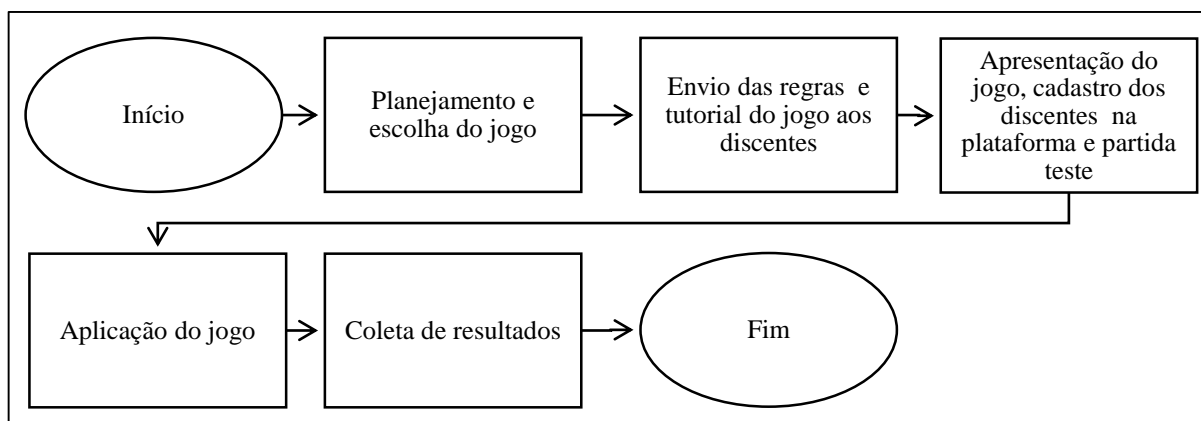 Início
Planejamento e
escolha do jogo
Envio das regras e
tutorial do jogo aos
discentes
Apresentação do
jogo, cadastro dos
discentes na
plataforma e partida
teste
Aplicação do jogo
Coleta de resultados
Fim